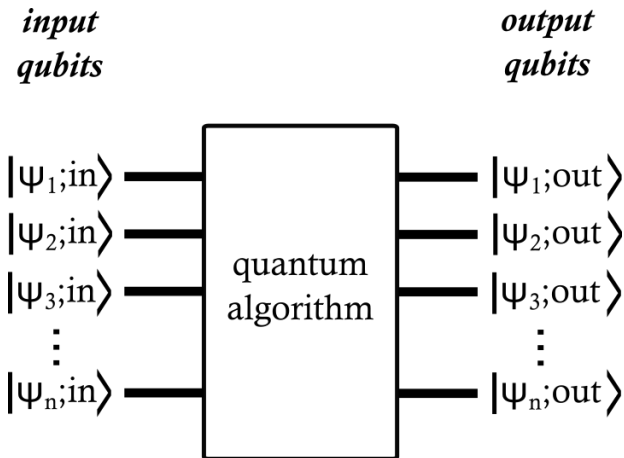 input
qubits
output
qubits
|ψ₁;in⟩
|ψ₂;in⟩
|ψ₃;in⟩
⋮
|ψₙ;in⟩
quantum
algorithm
|ψ₁;out⟩
|ψ₂;out⟩
|ψ₃;out⟩
⋮
|ψₙ;out⟩